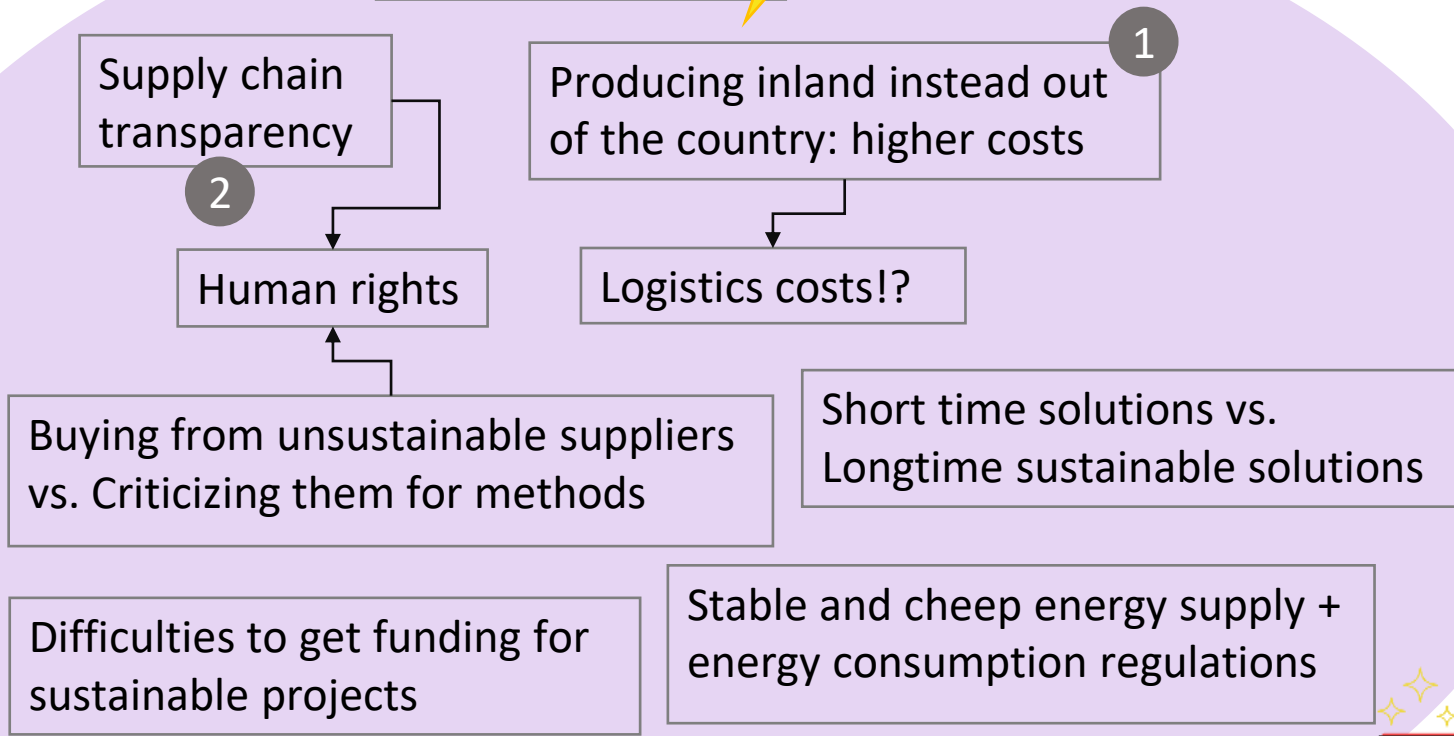 Supply chain
transparency
2
Producing inland instead out
of the country: higher costs
1
Human rights
Logistics costs!?
Buying from unsustainable suppliers
vs. Criticizing them for methods
Short time solutions vs.
Longtime sustainable solutions
Difficulties to get funding for
sustainable projects
Stable and cheep energy supply +
energy consumption regulations